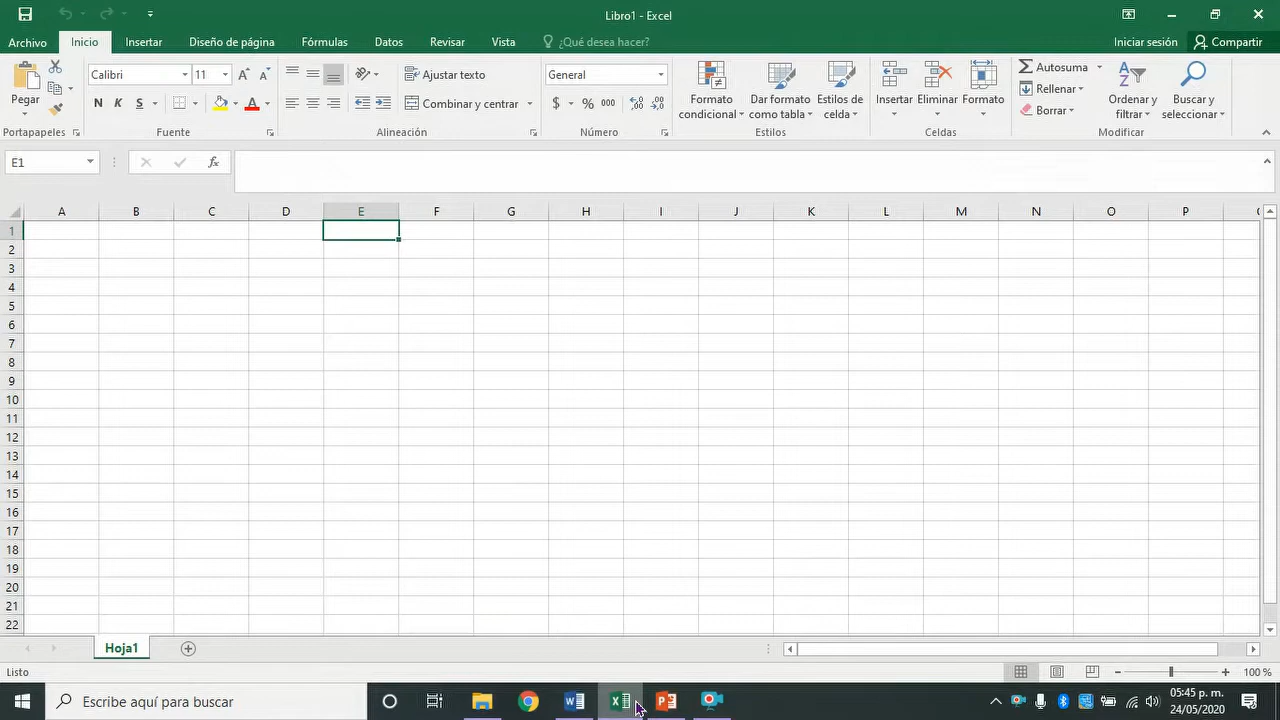 Libro1 - Excel
Archivo Inicio Insertar Diseño de página Fórmulas Datos Revisar Vista ¿Qué desea hacer? Iniciar sesión Compartir
Pegar
Portapapeles
Calibri 11
N K S
Fuente
Ajustar texto
Combinar y centrar
Alineación
General
$ % 000
Número
Formato condicional
Dar formato como tabla
Estilos de celda
Estilos
Insertar Eliminar Formato
Celdas
Autosuma
Rellenar
Borrar
Ordenar y filtrar
Buscar y seleccionar
Modificar
E1
fx
A B C D E F G H I J K L M N O P
1
2
3
4
5
6
7
8
9
10
11
12
13
14
15
16
17
18
19
20
21
22
Hoja1
Listo
100 %
Escribe aquí para buscar
05:45 p. m.
24/05/2020